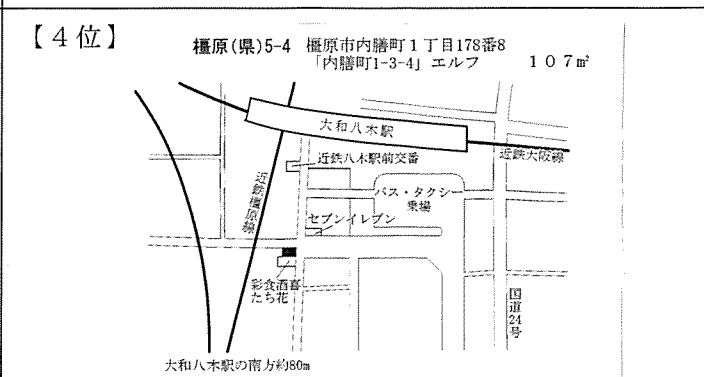 【４位】
橿原(県)5-4 橿原市内膳町１丁目178番8
「内膳町1-3-4」エルフ １０７㎡
大和八木駅
近鉄大阪線
近鉄八木駅前交番
近鉄橿原線
バス・タクシー
乗場
セブンイレブン
彩食酒喜
たち花
国道24号
大和八木駅の南方約80m